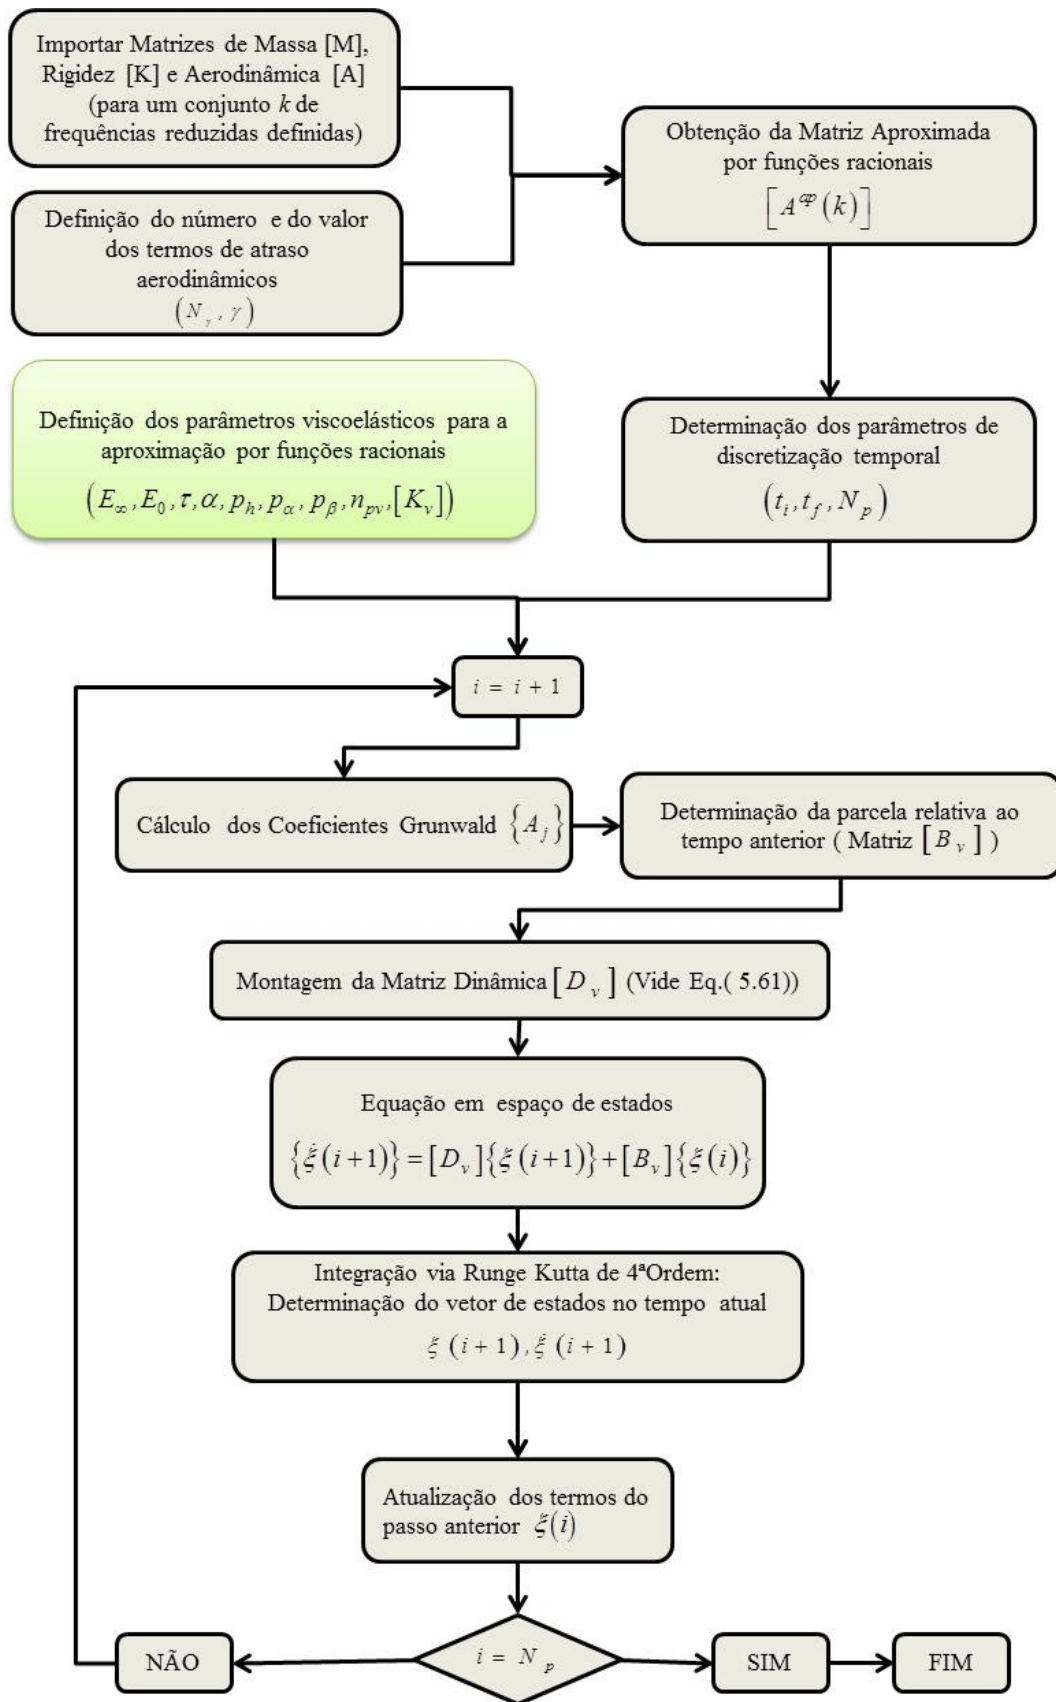 Importar Matrizes de Massa [M],
Rigidez [K] e Aerodinâmica [A]
(para um conjunto k de
frequências reduzidas definidas)
Definição do número e do valor
dos termos de atraso
aerodinâmicos
(N_γ, γ)
Obtenção da Matriz Aproximada
por funções racionais
[A^{ap}(k)]
Definição dos parâmetros viscoelásticos para a
aproximação por funções racionais
(E_∞, E_0, τ, α, p_h, p_α, p_β, n_{pv}, [K_v])
Determinação dos parâmetros de
discretização temporal
(t_i, t_f, N_p)
i = i + 1
Cálculo dos Coeficientes Grunwald {A_j}
Determinação da parcela relativa ao
tempo anterior ( Matriz [B_v] )
Montagem da Matriz Dinâmica [D_v] (Vide Eq.( 5.61))
Equação em espaço de estados
{ξ̇(i+1)} = [D_v]{ξ(i+1)} + [B_v]{ξ(i)}
Integração via Runge Kutta de 4ªOrdem:
Determinação do vetor de estados no tempo atual
ξ (i + 1) , ξ̇ (i + 1)
Atualização dos termos do
passo anterior ξ(i)
i = N_p
NÃO
SIM
FIM